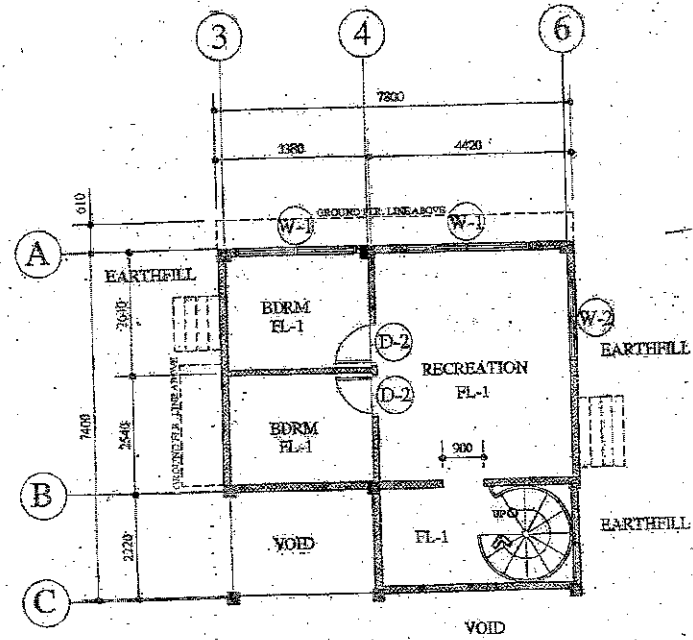 3
4
6
7800
3380
4420
610
GROUND FLR. LINE ABOVE
W-1
W-1
A
EARTHFILL
2640
BDRM
FL-1
W-2
D-2
EARTHFILL
RECREATION
FL-1
GROUND FLR. LINE ABOVE
7400
D-2
2540
BDRM
FL-1
900
B
UP
EARTHFILL
FL-1
VOID
2220
C
VOID